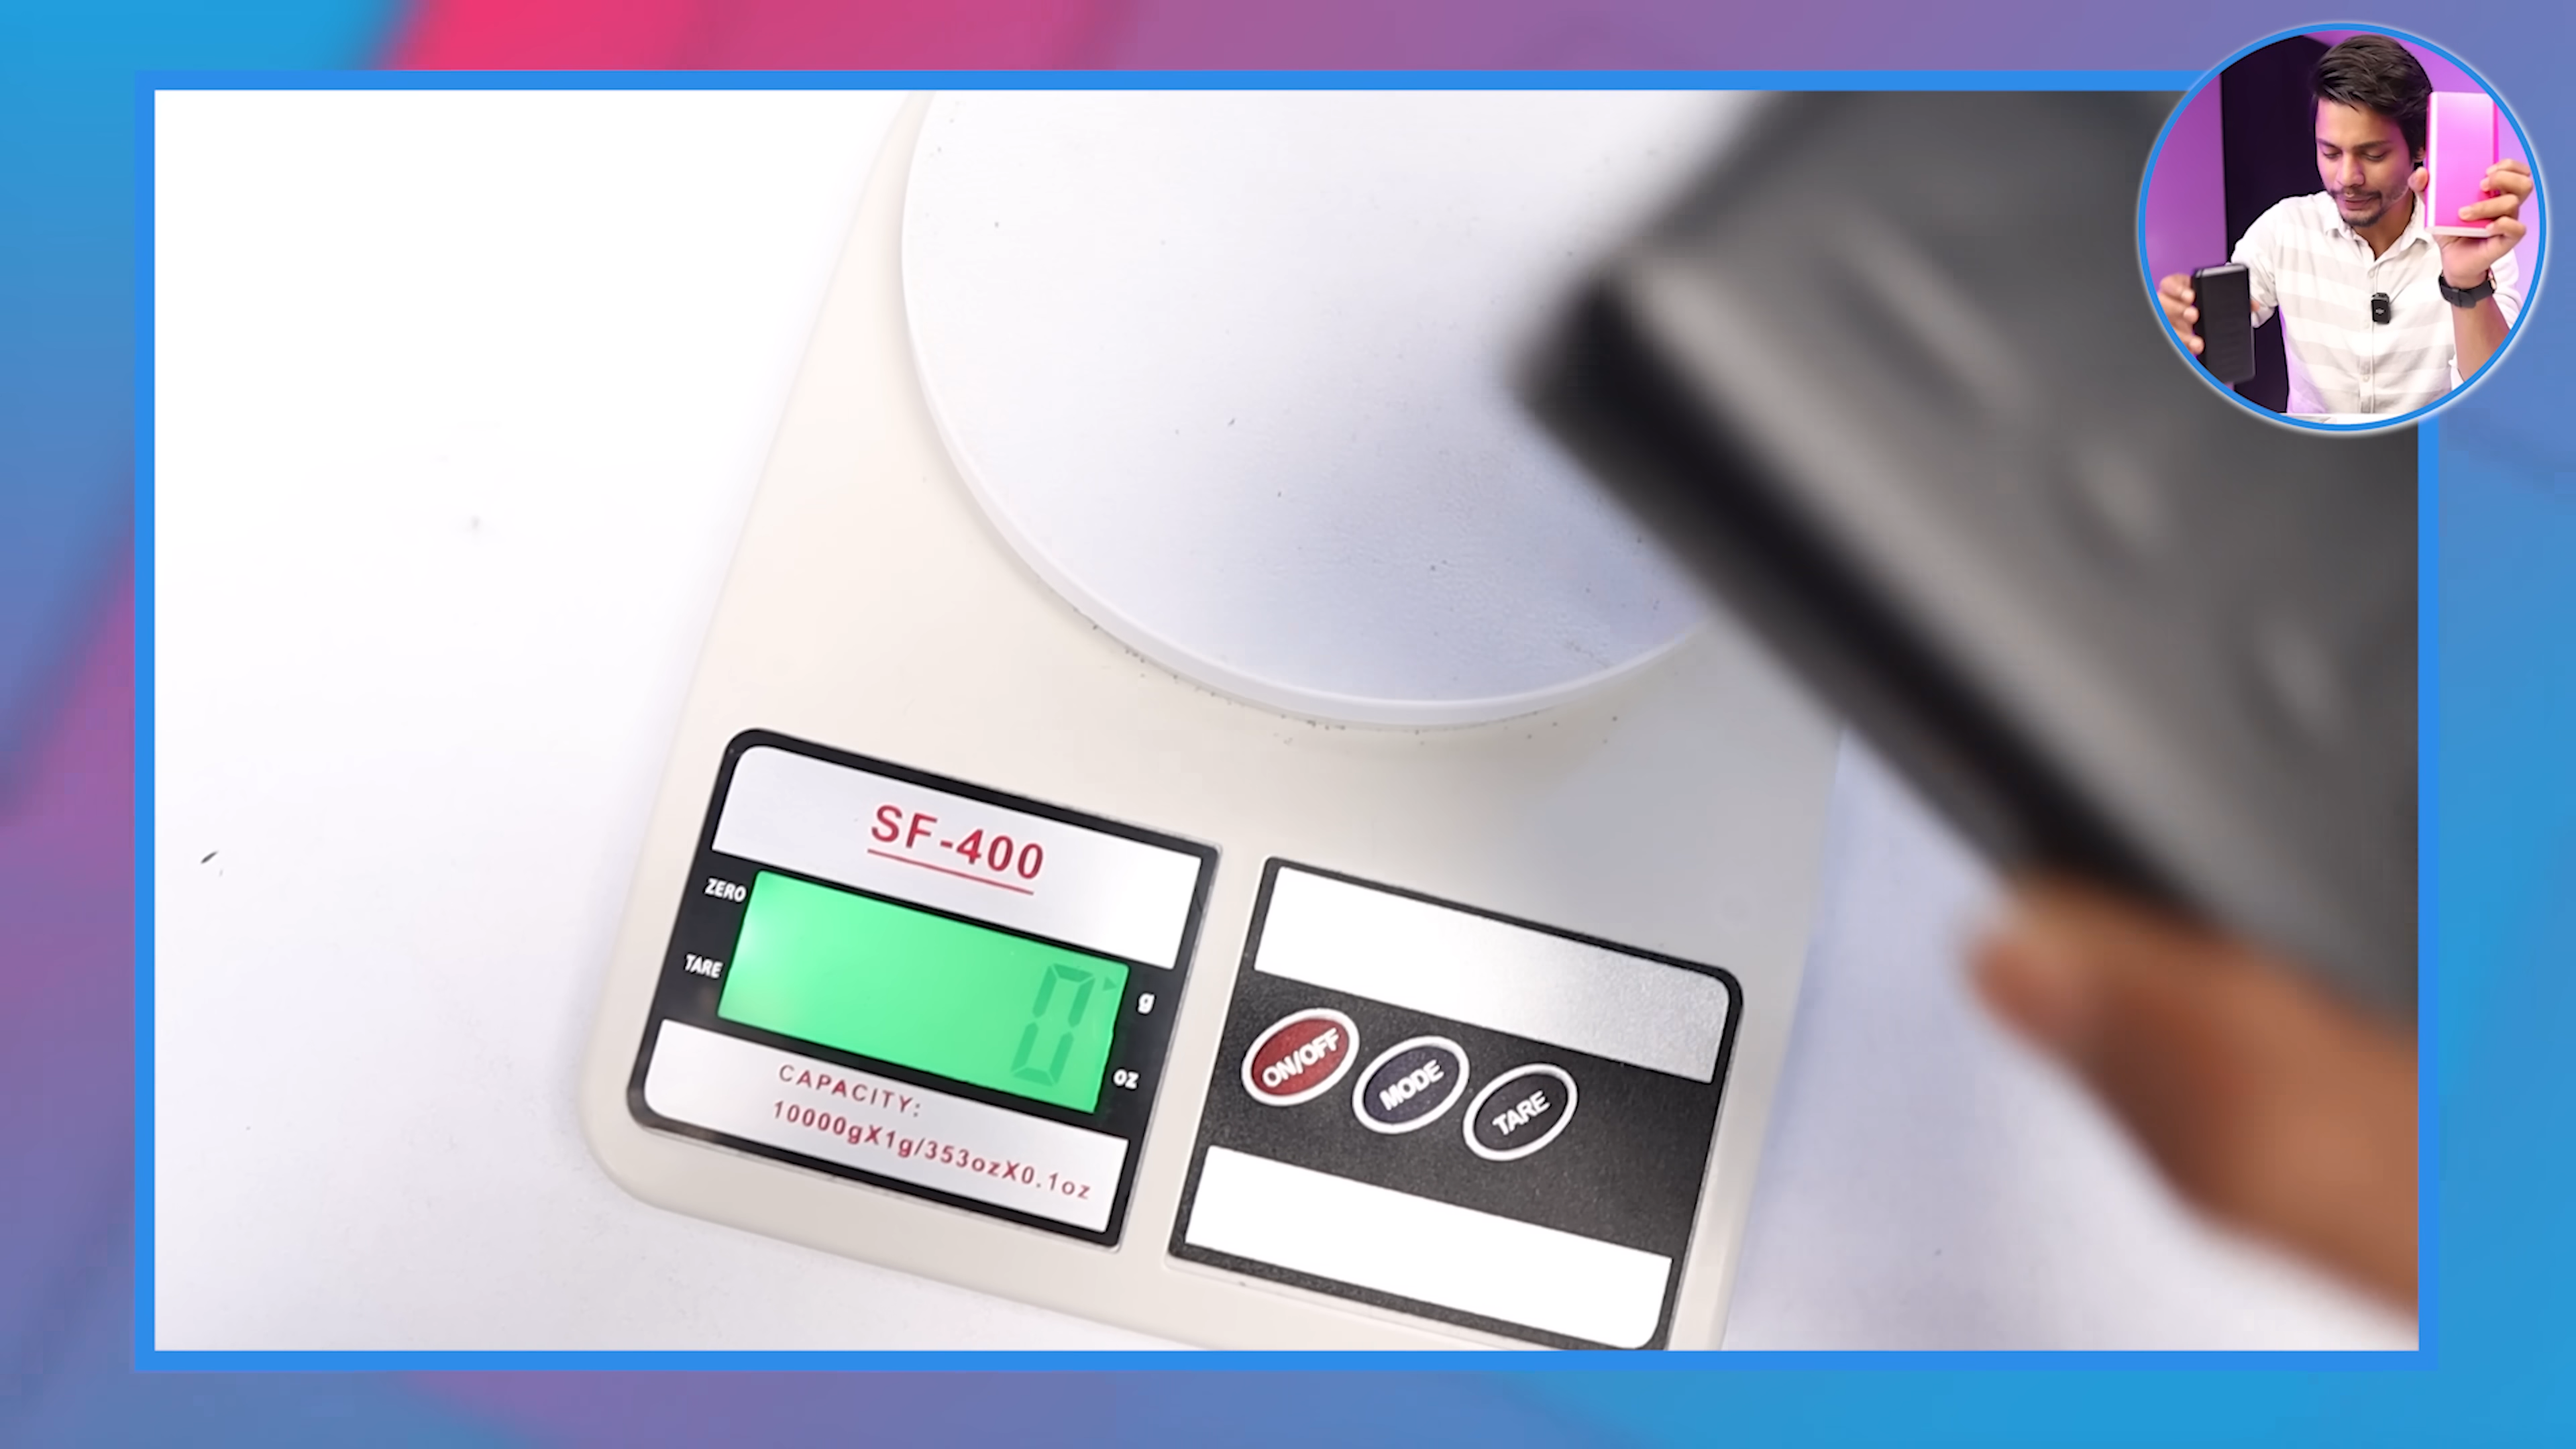 SF-400
ZERO
TARE
0
g
oz
CAPACITY:
10000gX1g/353ozX0.1oz
ON/OFF
MODE
TARE